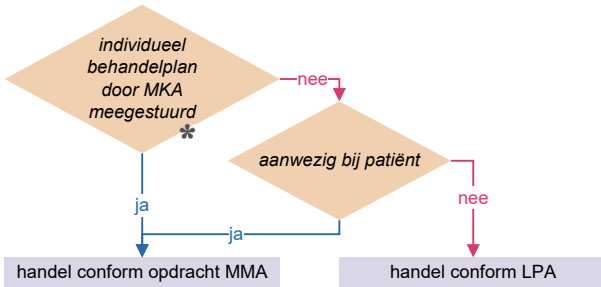 individueel
behandelplan
door MKA
meegestuurd
*
nee
aanwezig bij patiënt
ja
nee
ja
handel conform opdracht MMA
handel conform LPA